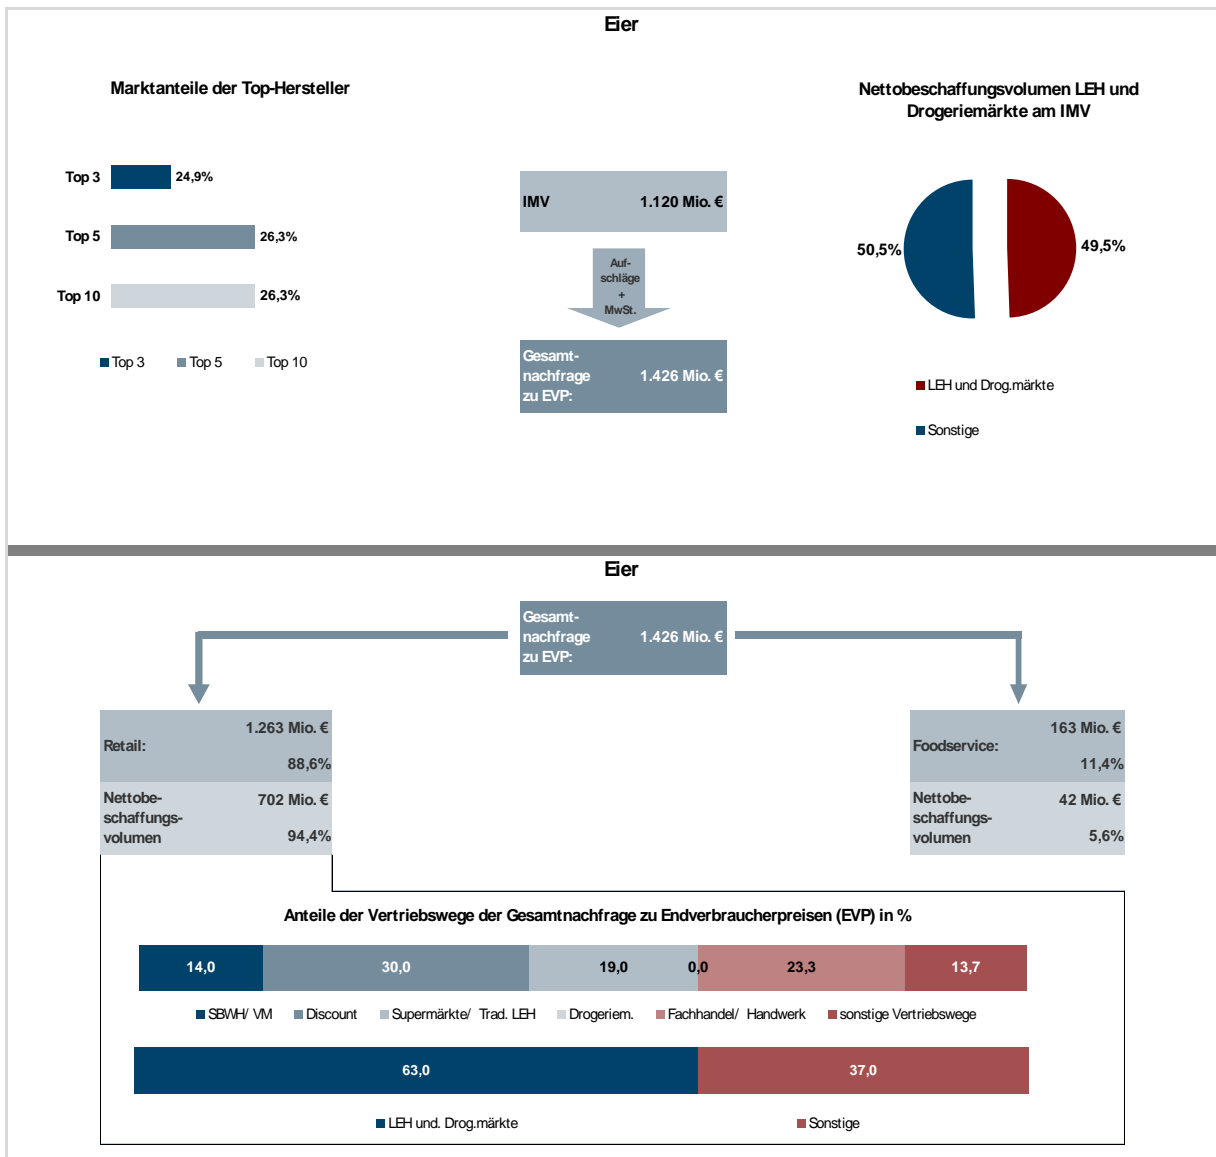 Eier
Marktanteile der Top-Hersteller
Top 3
24,9%
Top 5
26,3%
Top 10
26,3%
Top 3
Top 5
Top 10
IMV
1.120 Mio. €
Auf-
schläge
+
MwSt.
Gesamt-
nachfrage
zu EVP:
1.426 Mio. €
Nettobeschaffungsvolumen LEH und
Drogeriemärkte am IMV
50,5%
49,5%
LEH und Drog.märkte
Sonstige
Eier
Gesamt-
nachfrage
zu EVP:
1.426 Mio. €
Retail:
1.263 Mio. €
88,6%
Nettobe-
schaffungs-
volumen
702 Mio. €
94,4%
Foodservice:
163 Mio. €
11,4%
Nettobe-
schaffungs-
volumen
42 Mio. €
5,6%
Anteile der Vertriebswege der Gesamtnachfrage zu Endverbraucherpreisen (EVP) in %
14,0
30,0
19,0
0,0
23,3
13,7
SBWH/ VM
Discount
Supermärkte/ Trad. LEH
Drogeriem.
Fachhandel/ Handwerk
sonstige Vertriebswege
63,0
37,0
LEH und. Drog.märkte
Sonstige